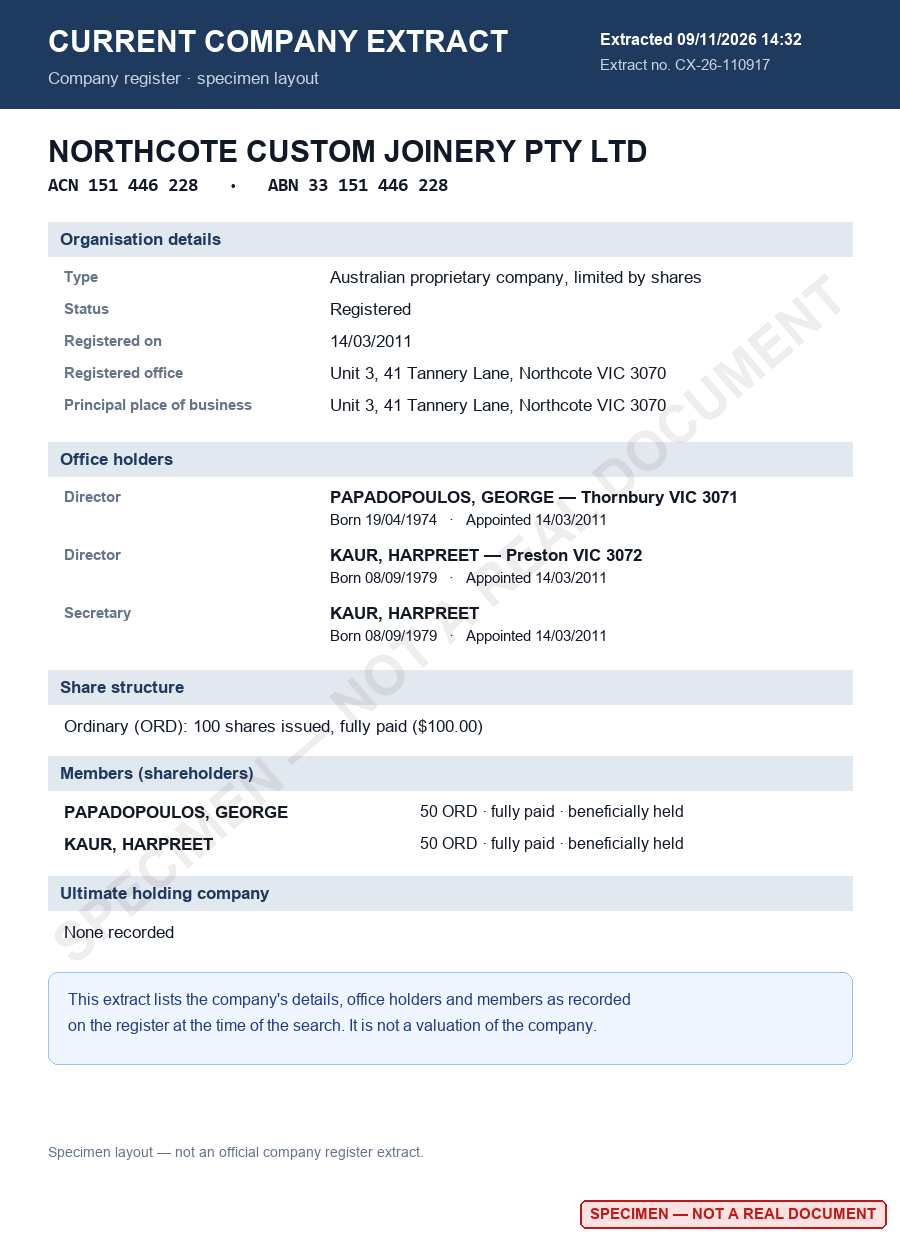 CURRENT COMPANY EXTRACT
Company register · specimen layout
Extracted 09/11/2026 14:32
Extract no. CX-26-110917
NORTHCOTE CUSTOM JOINERY PTY LTD
ACN 151 446 228 · ABN 33 151 446 228
Organisation details
Type Australian proprietary company, limited by shares
Status Registered
Registered on 14/03/2011
Registered office Unit 3, 41 Tannery Lane, Northcote VIC 3070
Principal place of business Unit 3, 41 Tannery Lane, Northcote VIC 3070
Office holders
Director PAPADOPOULOS, GEORGE — Thornbury VIC 3071
Born 19/04/1974 · Appointed 14/03/2011
Director KAUR, HARPREET — Preston VIC 3072
Born 08/09/1979 · Appointed 14/03/2011
Secretary KAUR, HARPREET
Born 08/09/1979 · Appointed 14/03/2011
Share structure
Ordinary (ORD): 100 shares issued, fully paid ($100.00)
Members (shareholders)
PAPADOPOULOS, GEORGE 50 ORD · fully paid · beneficially held
KAUR, HARPREET 50 ORD · fully paid · beneficially held
Ultimate holding company
None recorded
This extract lists the company's details, office holders and members as recorded
on the register at the time of the search. It is not a valuation of the company.
Specimen layout — not an official company register extract.
SPECIMEN — NOT A REAL DOCUMENT
SPECIMEN — NOT A REAL DOCUMENT